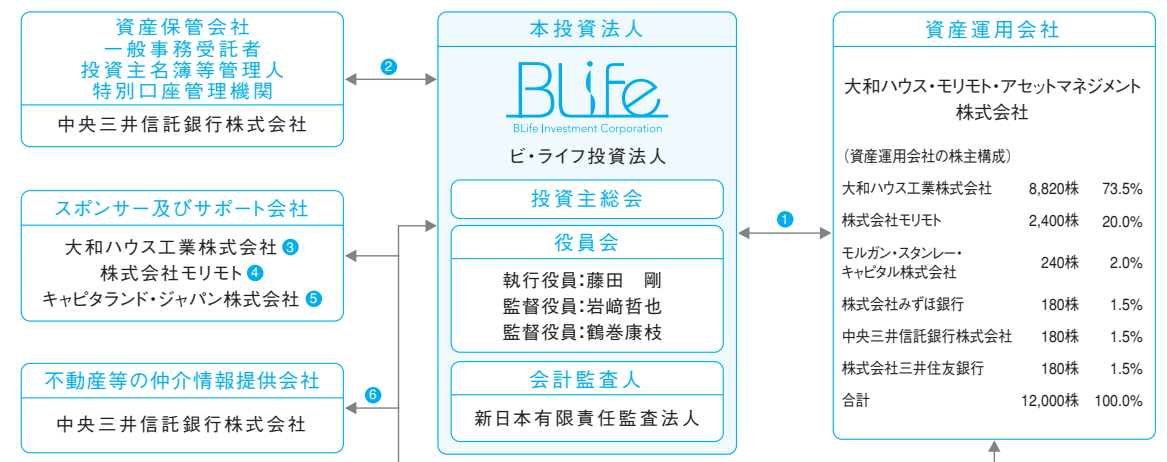 資産保管会社
一般事務受託者
投資主名簿等管理人
特別口座管理機関
中央三井信託銀行株式会社
❷
スポンサー及びサポート会社
大和ハウス工業株式会社❸
株式会社モリモト❹
キャピタランド・ジャパン株式会社❺
不動産等の仲介情報提供会社
中央三井信託銀行株式会社
❻
本投資法人
BLife
BLife Investment Corporation
ビ・ライフ投資法人
投資主総会
役員会
執行役員：藤田　剛
監督役員：岩﨑哲也
監督役員：鶴巻康枝
会計監査人
新日本有限責任監査法人
❶
資産運用会社
大和ハウス・モリモト・アセットマネジメント
株式会社
（資産運用会社の株主構成）
大和ハウス工業株式会社 8,820株 73.5%
株式会社モリモト 2,400株 20.0%
モルガン・スタンレー・
キャピタル株式会社 240株 2.0%
株式会社みずほ銀行 180株 1.5%
中央三井信託銀行株式会社 180株 1.5%
株式会社三井住友銀行 180株 1.5%
合計 12,000株 100.0%